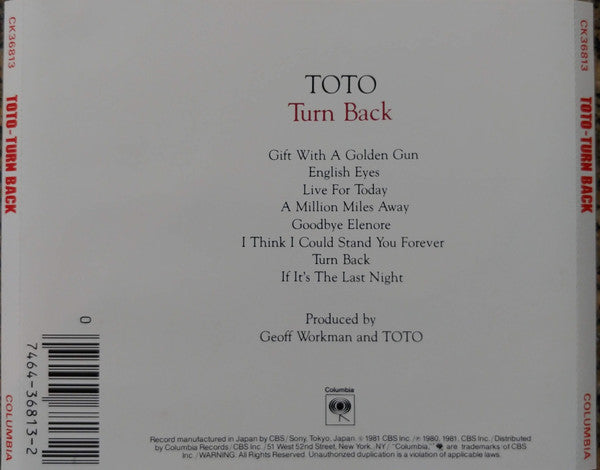 CK36813
TOTO-TURN BACK
COLUMBIA
TOTO
Turn Back
Gift With A Golden Gun
English Eyes
Live For Today
A Million Miles Away
Goodbye Elenore
I Think I Could Stand You Forever
Turn Back
If It's The Last Night
Produced by
Geoff Workman and TOTO
0
7464-36813-2
Columbia
Record manufactured in Japan by CBS/Sony, Tokyo, Japan. © 1981 CBS Inc./℗ 1980, 1981. CBS Inc./Distributed
by Columbia Records/CBS Inc./51 West 52nd Street, New York, NY/ "Columbia," are trademarks of CBS
Inc./WARNING: All Rights Reserved. Unauthorized duplication is a violation of applicable laws.
CK36813
TOTO-TURN BACK
COLUMBIA